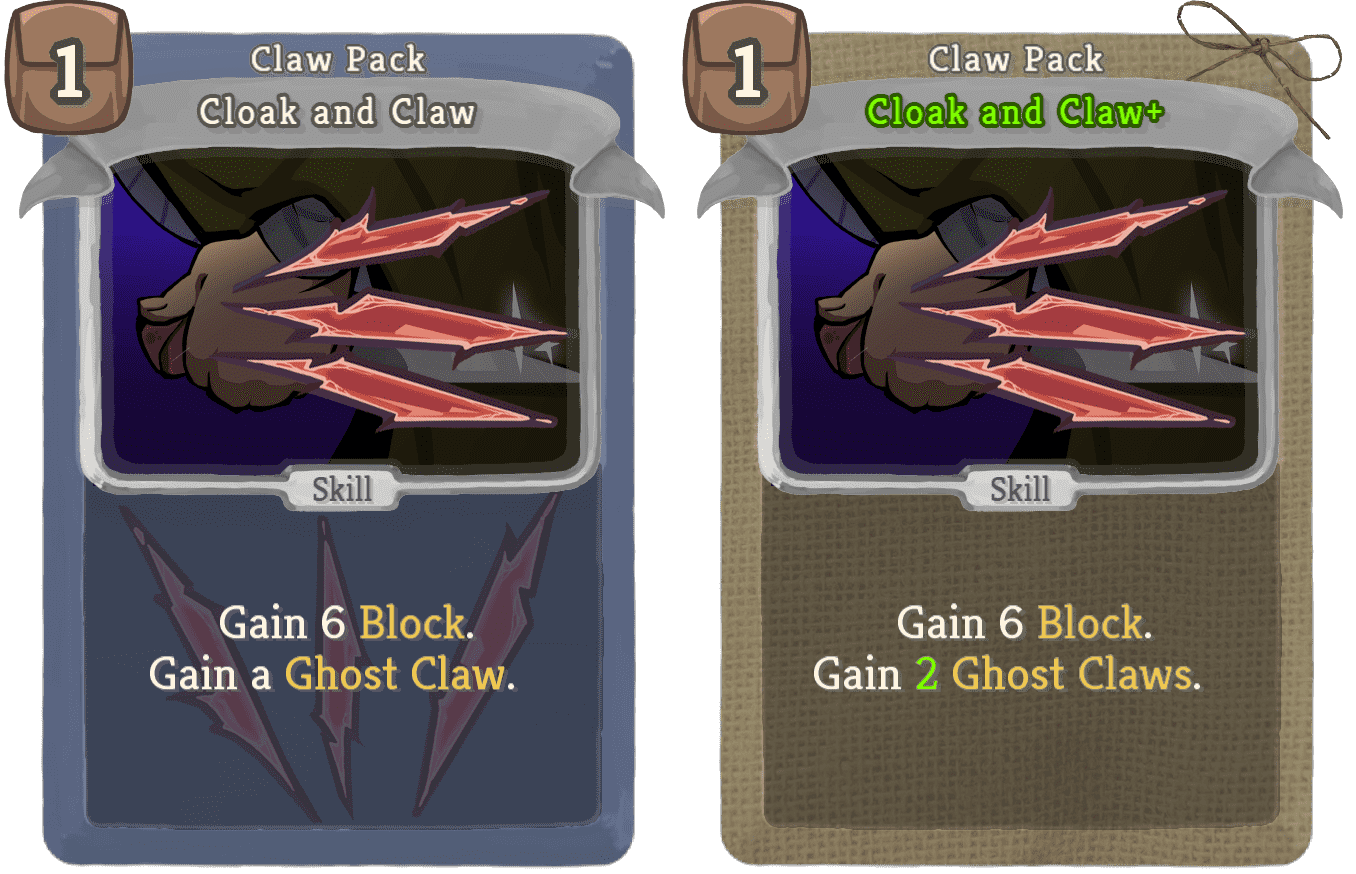 1
Claw Pack
Cloak and Claw
Skill
Gain 6 Block.
Gain a Ghost Claw.
1
Claw Pack
Cloak and Claw+
Skill
Gain 6 Block.
Gain 2 Ghost Claws.